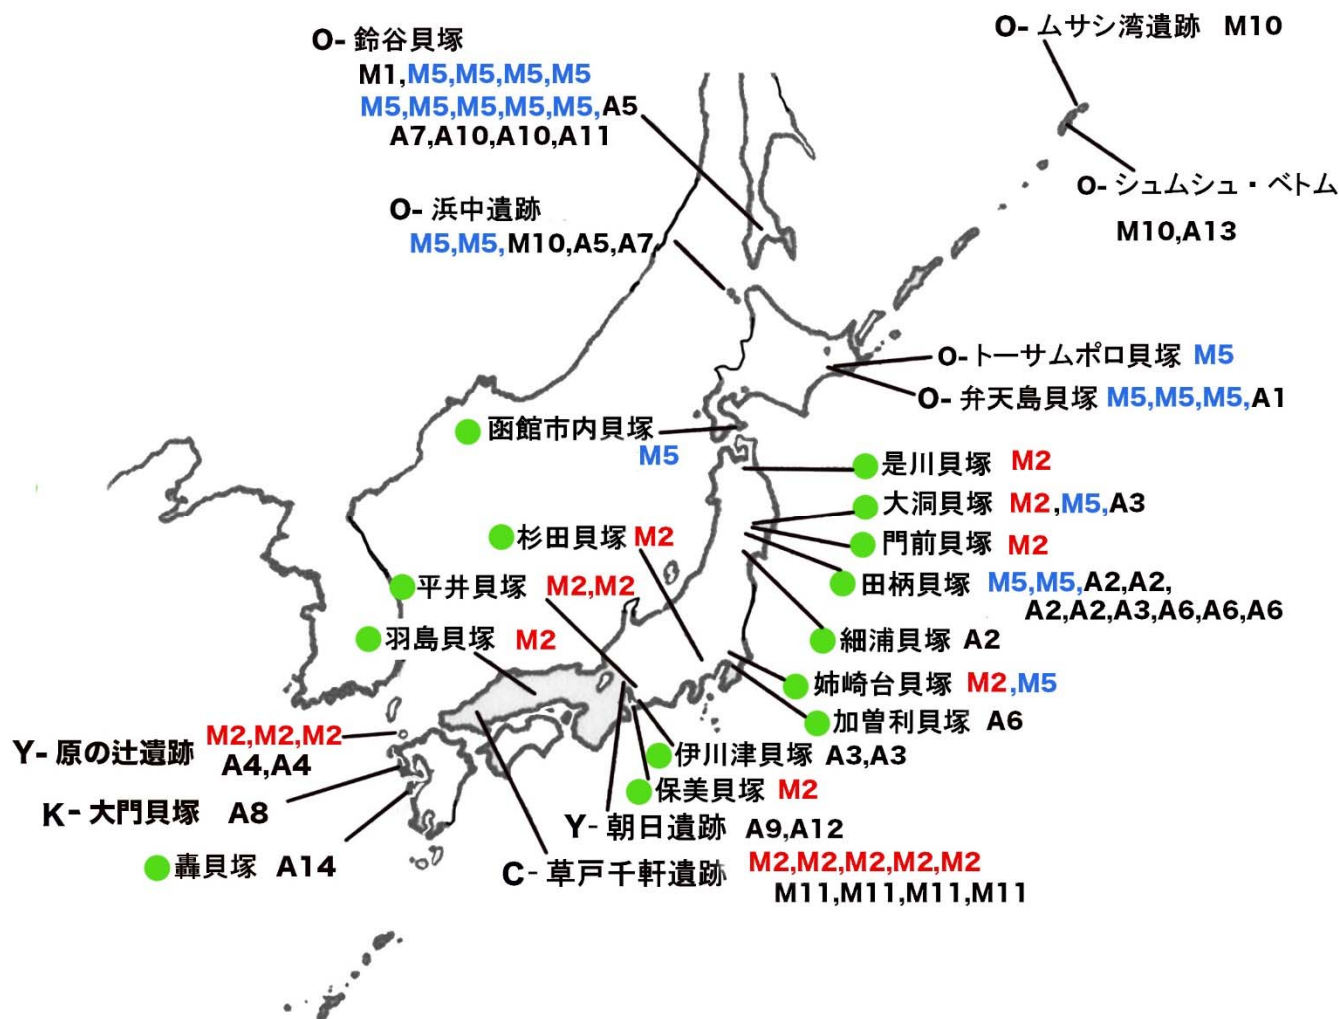 O- 鈴谷貝塚
M1,M5,M5,M5,M5
M5,M5,M5,M5,M5,A5
A7,A10,A10,A11
O- ムサシ湾遺跡 M10
O- シュムシュ・ベトム
M10,A13
O- 浜中遺跡
M5,M5,M10,A5,A7
O- トーサムポロ貝塚 M5
O- 弁天島貝塚 M5,M5,M5,A1
函館市内貝塚
M5
是川貝塚 M2
大洞貝塚 M2,M5,A3
門前貝塚 M2
田柄貝塚 M5,M5,A2,A2,
A2,A2,A3,A6,A6,A6
杉田貝塚 M2
平井貝塚 M2,M2
羽島貝塚 M2
細浦貝塚 A2
姉崎台貝塚 M2,M5
加曽利貝塚 A6
伊川津貝塚 A3,A3
保美貝塚 M2
Y- 原の辻遺跡 M2,M2,M2
A4,A4
K- 大門貝塚 A8
轟貝塚 A14
Y- 朝日遺跡 A9,A12
C- 草戸千軒遺跡 M2,M2,M2,M2,M2
M11,M11,M11,M11